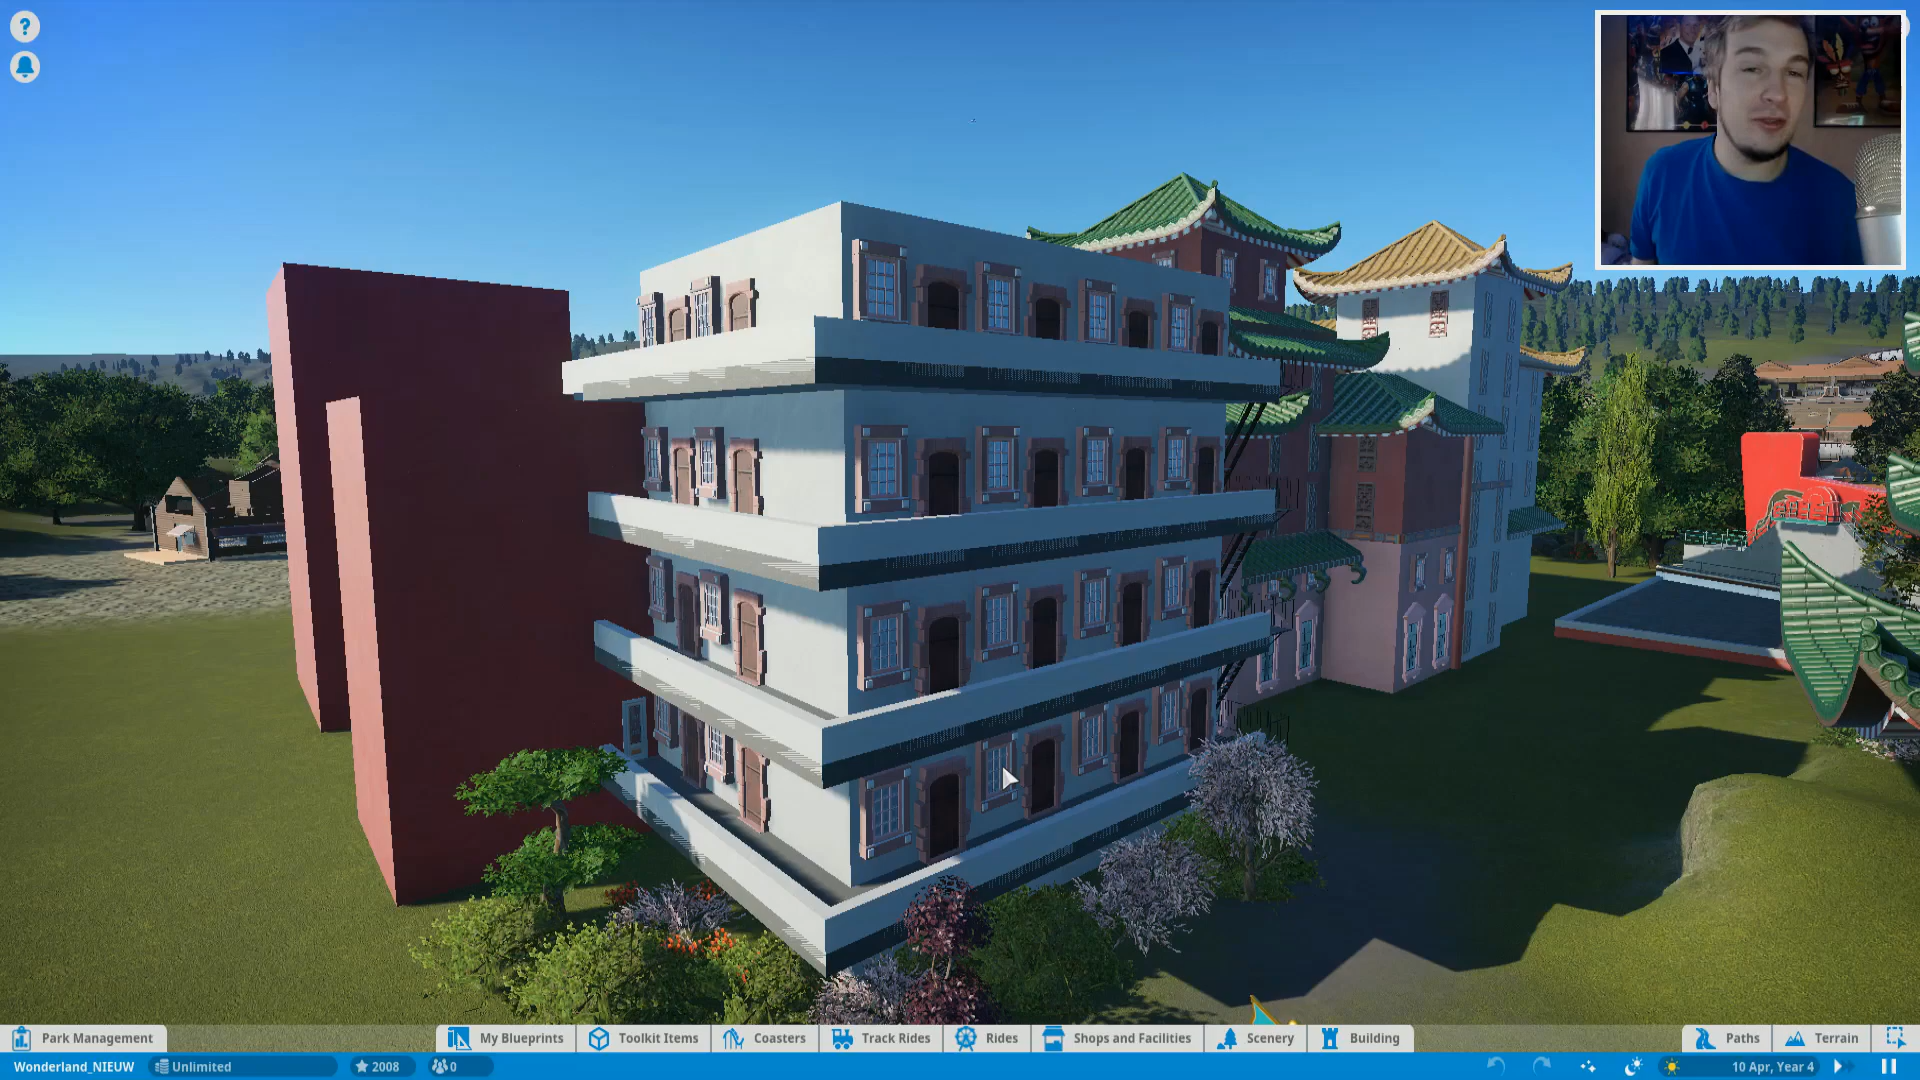 ?
Park Management
My Blueprints
Toolkit Items
Coasters
Track Rides
Rides
Shops and Facilities
Scenery
Building
Paths
Terrain
Wonderland_NIEUW
Unlimited
2008
0
10 Apr, Year 4